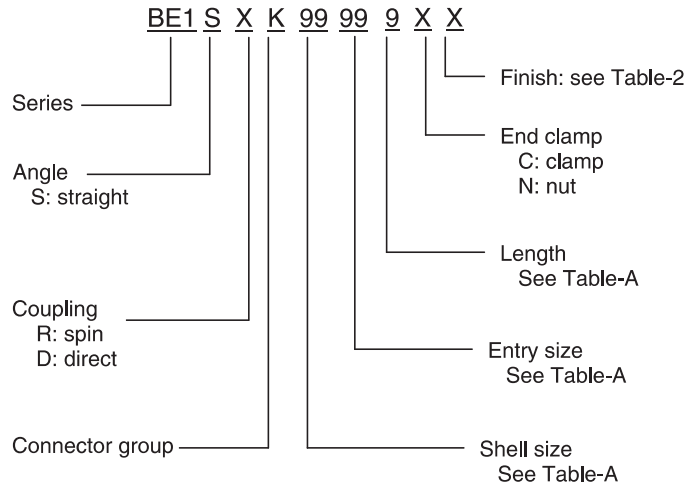 BE1 S X K 99 99 9 X X
Finish: see Table-2
Series
End clamp
C: clamp
N: nut
Angle
S: straight
Length
See Table-A
Coupling
R: spin
D: direct
Entry size
See Table-A
Connector group
Shell size
See Table-A